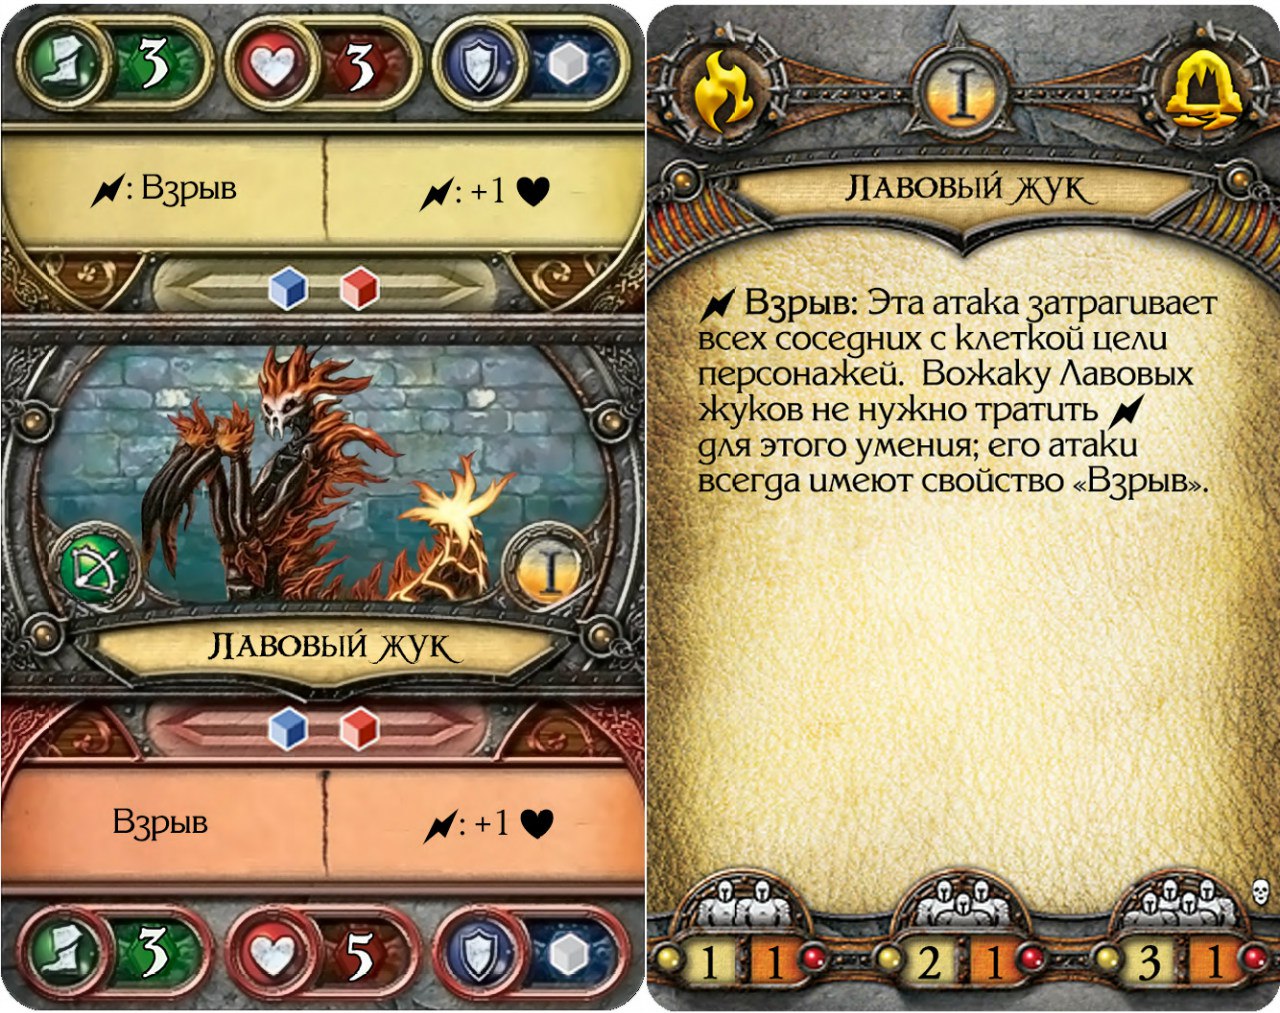 3 3
: Взрыв : +1
I
Лавовый жук
Взрыв : +1
3 5
I
Лавовый жук
Взрыв: Эта атака затрагивает
всех соседних с клеткой цели
персонажей. Вожаку Лавовых
жуков не нужно тратить
для этого умения; его атаки
всегда имеют свойство «Взрыв».
1 1 2 1 3 1